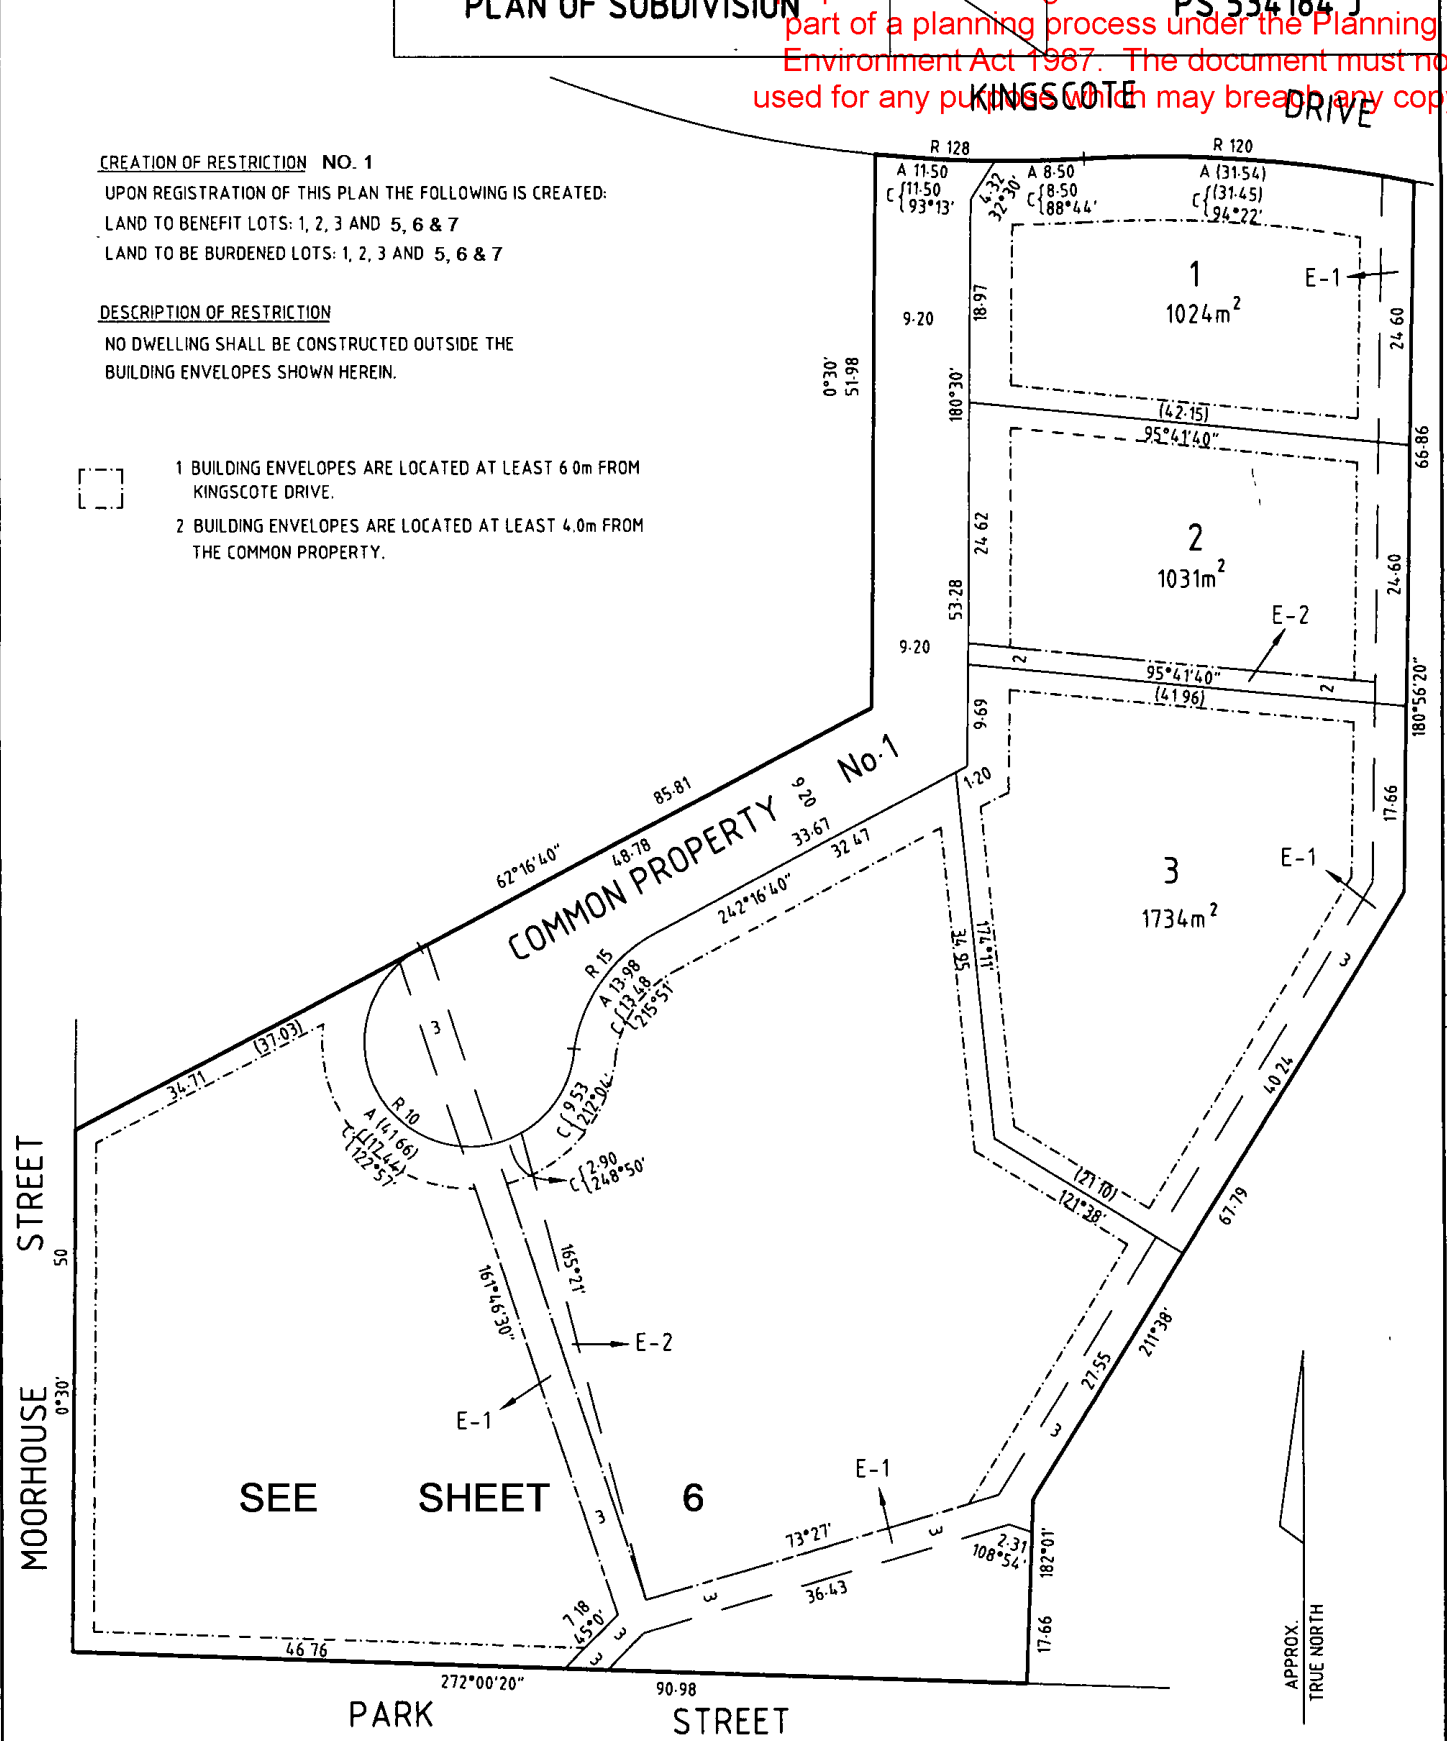 PLAN OF SUBDIVISION
PS 534164 J
part of a planning process under the Planning
Environment Act 1987. The document must no
used for any purpose which may breach any copy
KINGSCOTE DRIVE
CREATION OF RESTRICTION NO. 1
UPON REGISTRATION OF THIS PLAN THE FOLLOWING IS CREATED:
LAND TO BENEFIT LOTS: 1, 2, 3 AND 5, 6 & 7
LAND TO BE BURDENED LOTS: 1, 2, 3 AND 5, 6 & 7
DESCRIPTION OF RESTRICTION
NO DWELLING SHALL BE CONSTRUCTED OUTSIDE THE
BUILDING ENVELOPES SHOWN HEREIN.
1 BUILDING ENVELOPES ARE LOCATED AT LEAST 6.0m FROM
KINGSCOTE DRIVE.
2 BUILDING ENVELOPES ARE LOCATED AT LEAST 4.0m FROM
THE COMMON PROPERTY.
R 128
R 120
A 11·50
C{11·50
93°13'
4·32
32°30'
A 8·50
C{8·50
88°44'
A (31·54)
C{(31·45)
94°22'
1
1024m²
E-1
24 60
18·97
9·20
0°30'
51·98
180°30'
(42·15)
95°41'40"
66·86
2
1031m²
24 62
24·60
53·28
E-2
9·20
2
95°41'40"
2
(41 96)
180°56'20"
9·69
1·20
17·66
3
1734m²
E-1
3
COMMON PROPERTY No·1
85·81
62°16'40"
48·78
9·20
33·67
32 47
242°16'40"
34·95
174°11'
R 15
A 13·98
C{13·48
215°51'
3
(37·03)
34·71
R 10
A (41 66)
C{(17·44)
122°57'
C{9 53
212°04'
C{2·90
248°50'
40 24
(21 10)
121°38'
67·79
211°38'
27·55
3
MOORHOUSE STREET
50
0°30'
161°46'30"
165°21'
E-2
E-1
SEE SHEET 6
3
E-1
73°27'
3
36·43
3
2·31
108°54'
182°01'
17·66
7 18
45°0'
3
3
46 76
272°00'20"
90·98
PARK STREET
APPROX.
TRUE NORTH